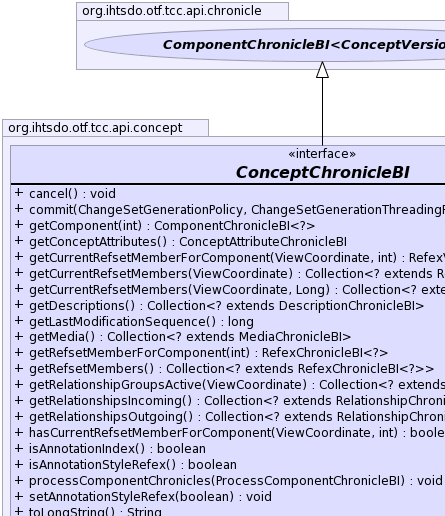 org.ihtsdo.otf.tcc.api.chronicle
ComponentChronicleBI<ConceptVersio
org.ihtsdo.otf.tcc.api.concept
«interface»
ConceptChronicleBI
+ cancel() : void
+ commit(ChangeSetGenerationPolicy, ChangeSetGenerationThreadingP
+ getComponent(int) : ComponentChronicleBI<?>
+ getConceptAttributes() : ConceptAttributeChronicleBI
+ getCurrentRefsetMemberForComponent(ViewCoordinate, int) : RefexV
+ getCurrentRefsetMembers(ViewCoordinate) : Collection<? extends R
+ getCurrentRefsetMembers(ViewCoordinate, Long) : Collection<? exte
+ getDescriptions() : Collection<? extends DescriptionChronicleBI>
+ getLastModificationSequence() : long
+ getMedia() : Collection<? extends MediaChronicleBI>
+ getRefsetMemberForComponent(int) : RefexChronicleBI<?>
+ getRefsetMembers() : Collection<? extends RefexChronicleBI<?>>
+ getRelationshipGroupsActive(ViewCoordinate) : Collection<? extends
+ getRelationshipsIncoming() : Collection<? extends RelationshipChroni
+ getRelationshipsOutgoing() : Collection<? extends RelationshipChron
+ hasCurrentRefsetMemberForComponent(ViewCoordinate, int) : boole
+ isAnnotationIndex() : boolean
+ isAnnotationStyleRefex() : boolean
+ processComponentChronicles(ProcessComponentChronicleBI) : void
+ setAnnotationStyleRefex(boolean) : void
+ toLongString() : String